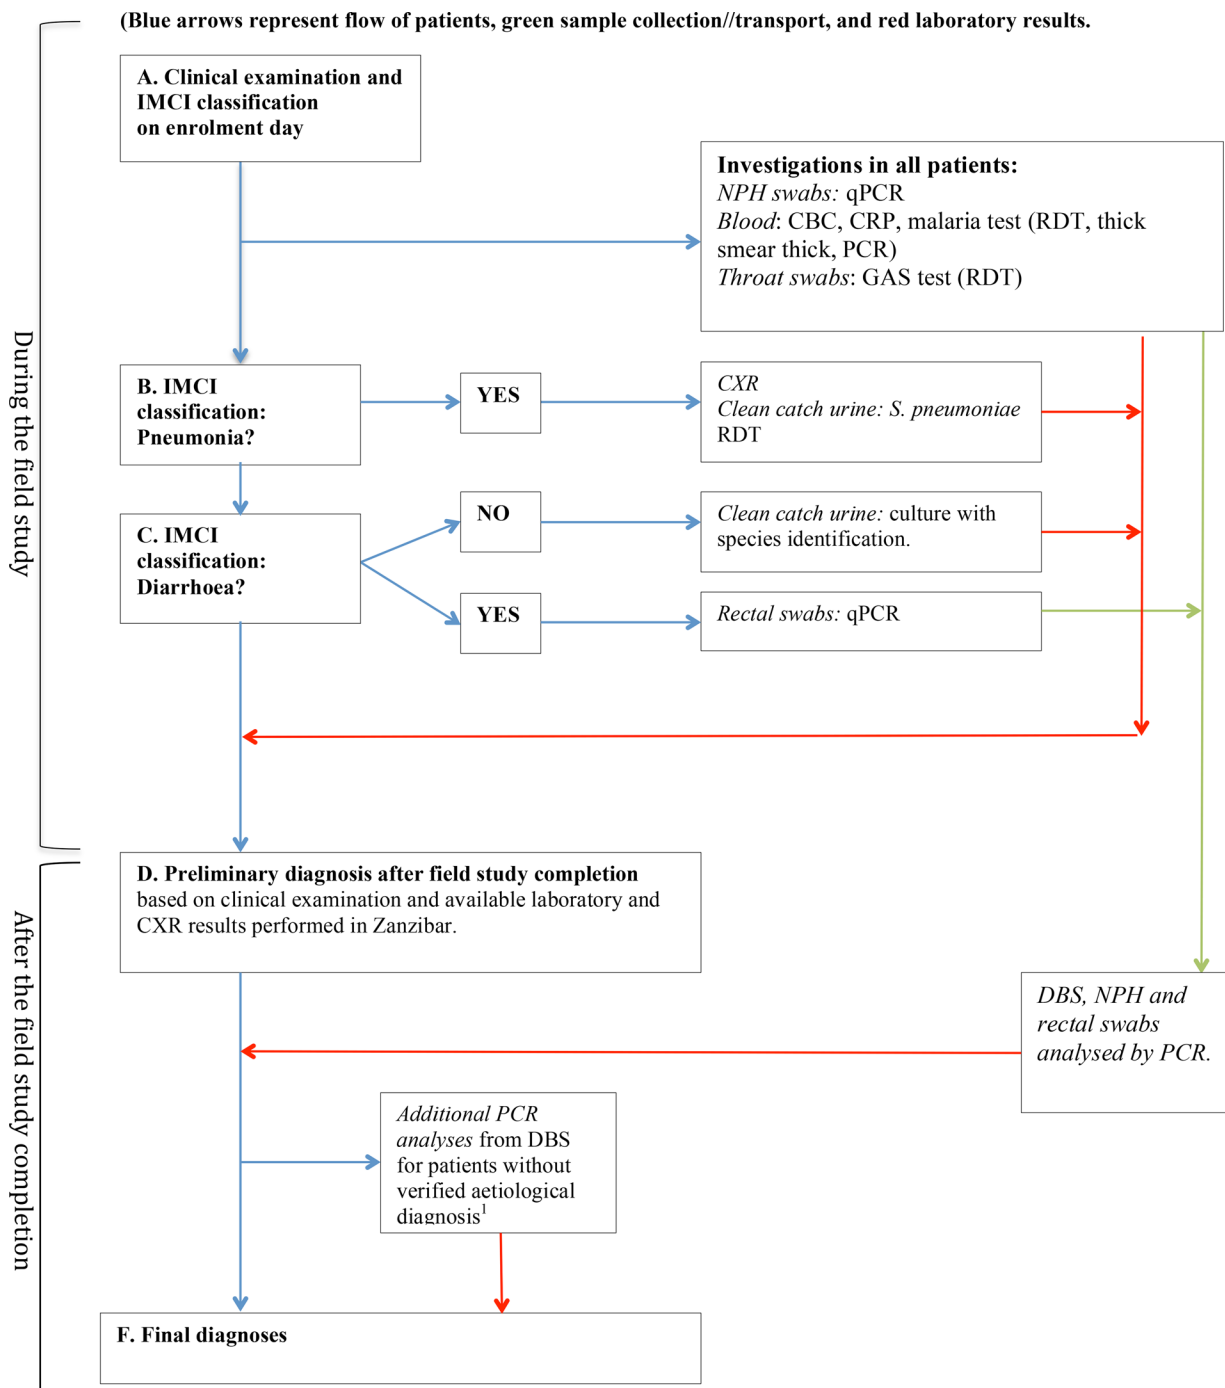 (Blue arrows represent flow of patients, green sample collection//transport, and red laboratory results.
A. Clinical examination and
IMCI classification
on enrolment day
Investigations in all patients:
NPH swabs: qPCR
Blood: CBC, CRP, malaria test (RDT, thick
smear thick, PCR)
Throat swabs: GAS test (RDT)
During the field study
B. IMCI
classification:
Pneumonia?
YES
CXR
Clean catch urine: S. pneumoniae
RDT
C. IMCI
classification:
Diarrhoea?
NO
Clean catch urine: culture with
species identification.
YES
Rectal swabs: qPCR
After the field study completion
D. Preliminary diagnosis after field study completion
based on clinical examination and available laboratory and
CXR results performed in Zanzibar.
DBS, NPH and
rectal swabs
analysed by PCR.
Additional PCR
analyses from DBS
for patients without
verified aetiological
diagnosis1
F. Final diagnoses